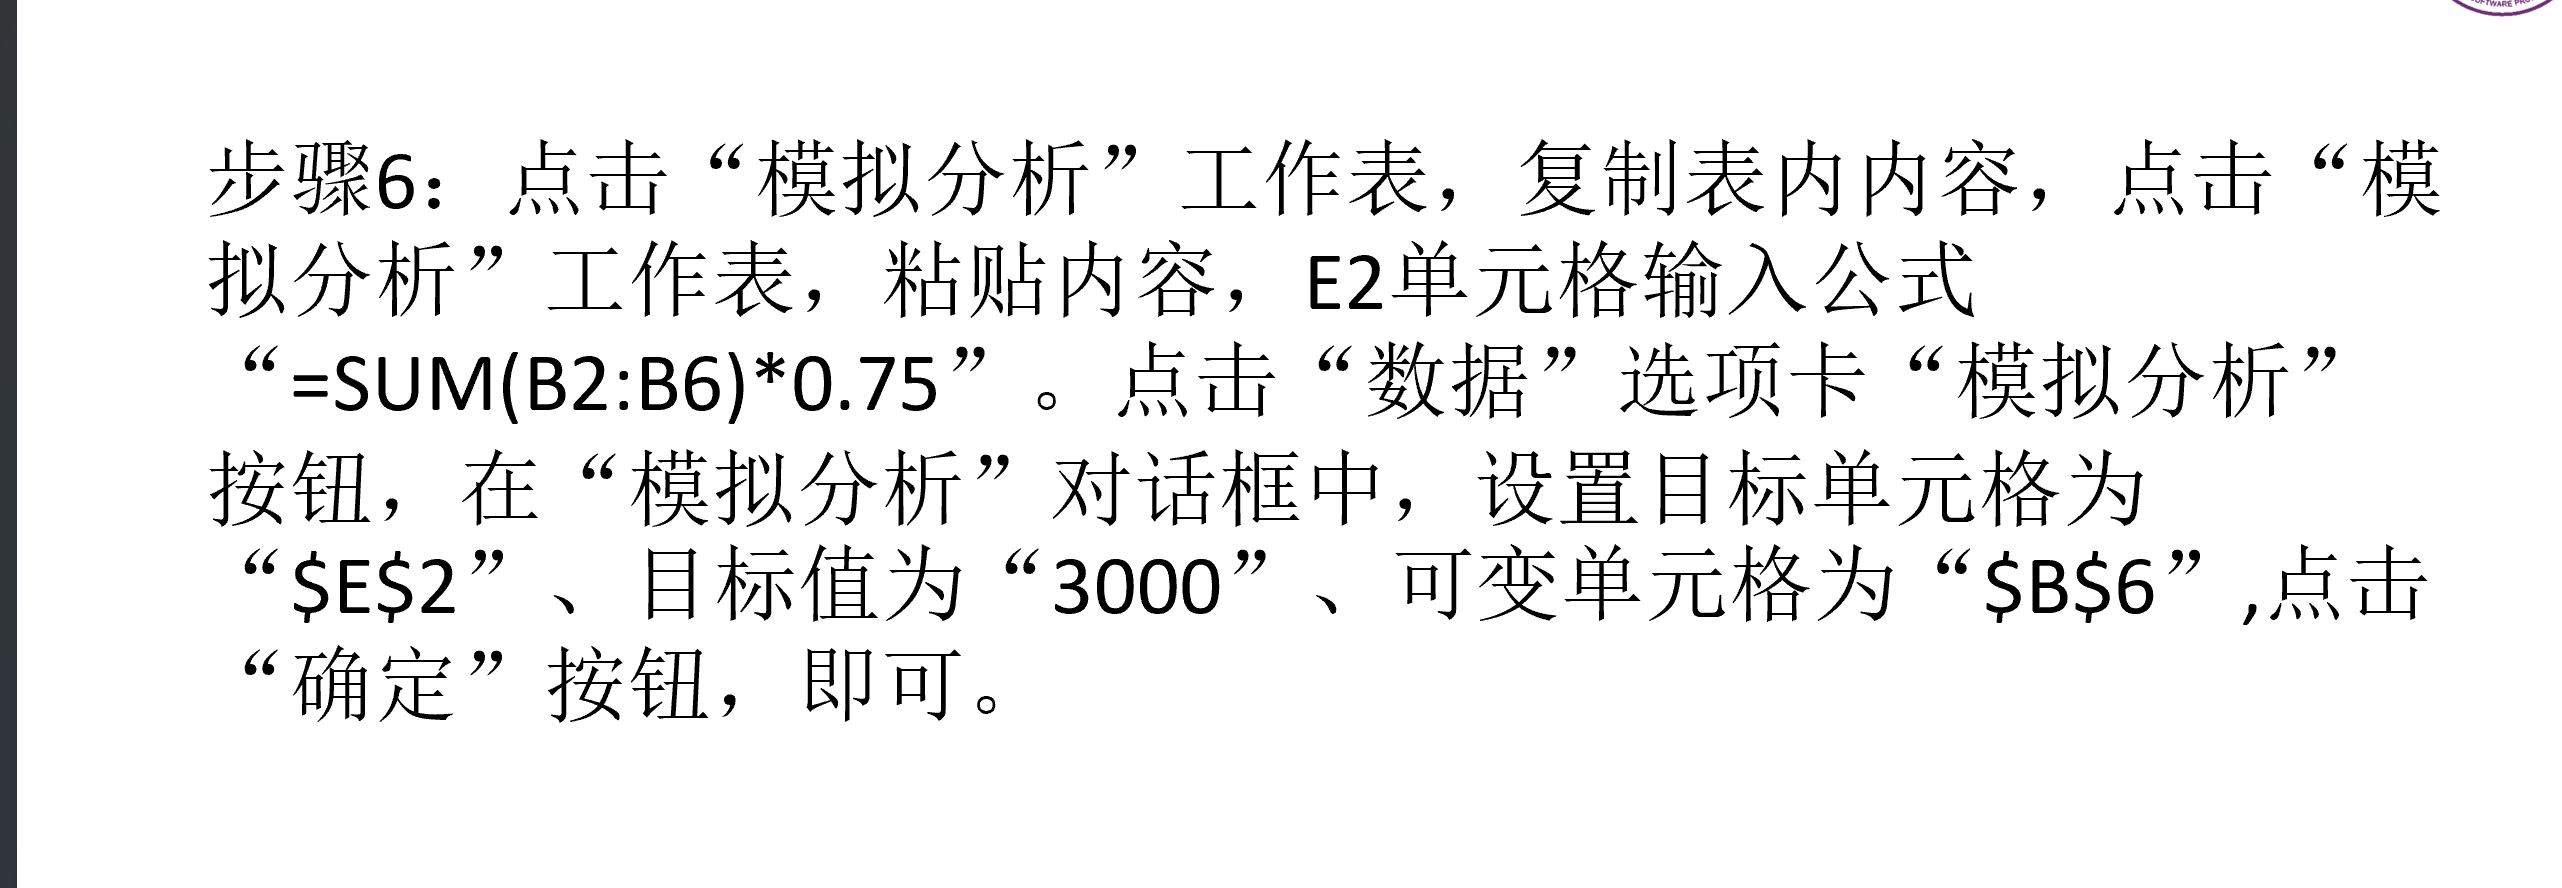 SOFTWARE PRO
步骤6：点击“模拟分析”工作表，复制表内内容，点击“模
拟分析”工作表，粘贴内容，E2单元格输入公式
“=SUM(B2:B6)*0.75”。点击“数据”选项卡“模拟分析”
按钮，在“模拟分析”对话框中，设置目标单元格为
“$E$2”、目标值为“3000”、可变单元格为“$B$6”,点击
“确定”按钮，即可。